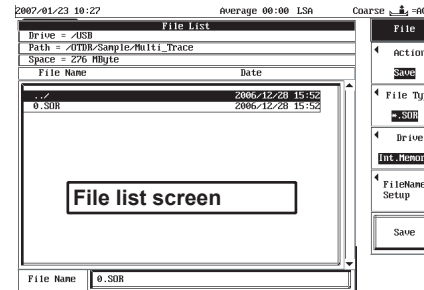 2007/01/23 10:27 Average 00:00 LSA Coarse =AC
File List
Drive = /USB
Path = /OTDR/Sample/Multi_Trace
Space = 276 MByte
File Name Date
../ 2006/12/28 15:52
0.SOR 2006/12/28 15:52
File list screen
File Name 0.SOR
File
Action
Save
File Typ
*.SOR
Drive
Int.Memor
FileName
Setup
Save